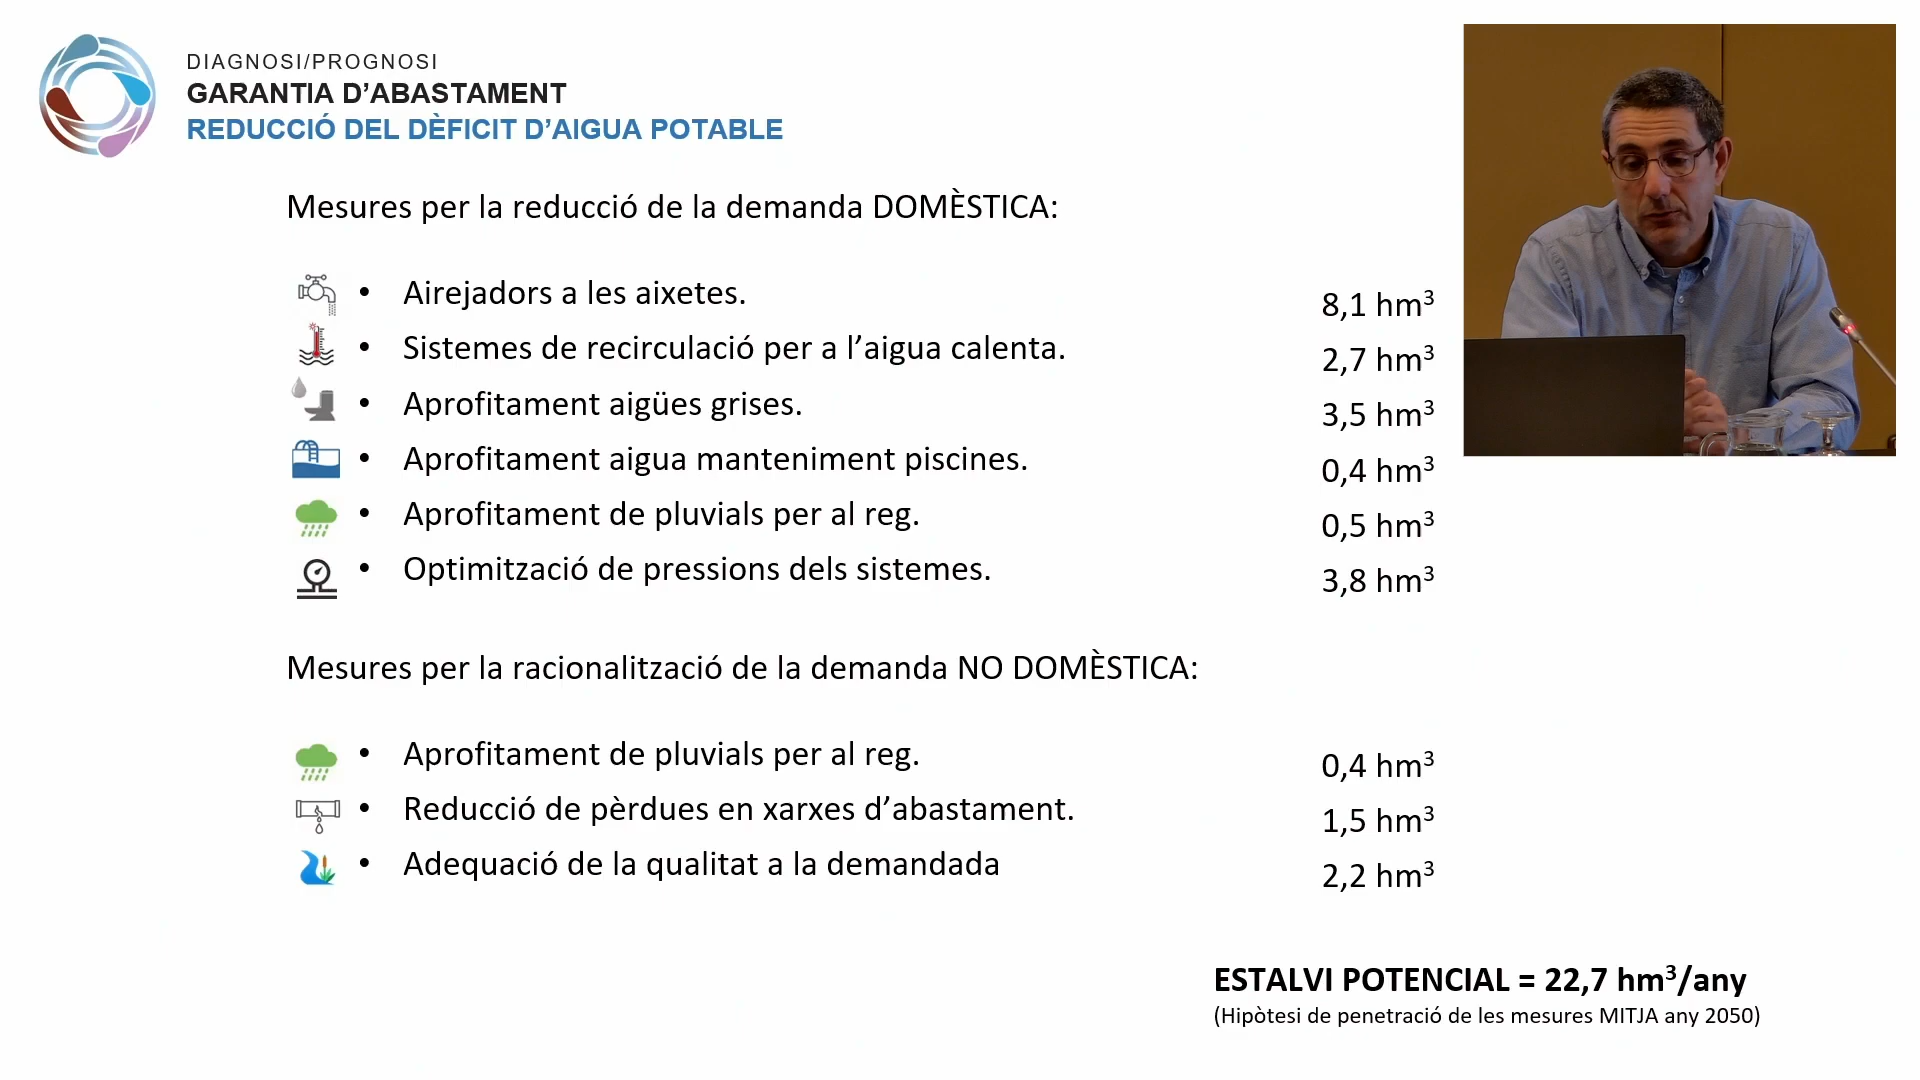 DIAGNOSI/PROGNOSI
GARANTIA D’ABASTAMENT
REDUCCIÓ DEL DÈFICIT D’AIGUA POTABLE
Mesures per la reducció de la demanda DOMÈSTICA:
• Airejadors a les aixetes. 8,1 hm³
• Sistemes de recirculació per a l’aigua calenta. 2,7 hm³
• Aprofitament aigües grises. 3,5 hm³
• Aprofitament aigua manteniment piscines. 0,4 hm³
• Aprofitament de pluvials per al reg. 0,5 hm³
• Optimització de pressions dels sistemes. 3,8 hm³
Mesures per la racionalització de la demanda NO DOMÈSTICA:
• Aprofitament de pluvials per al reg. 0,4 hm³
• Reducció de pèrdues en xarxes d’abastament. 1,5 hm³
• Adequació de la qualitat a la demandada 2,2 hm³
ESTALVI POTENCIAL = 22,7 hm³/any
(Hipòtesi de penetració de les mesures MITJA any 2050)